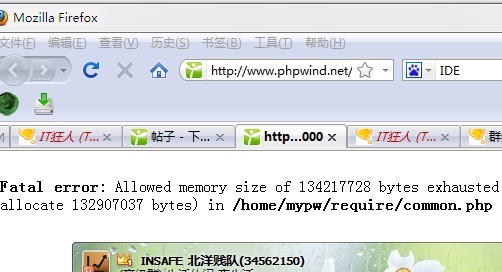 Mozilla Firefox
文件(F) 编辑(E) 查看(V) 历史(S) 书签(B) 工具(T) 帮助(H)
http://www.phpwind.net/ IDE
M IT狂人 (T... 帖子 - 下... http...000 IT狂人 (T... 群
Fatal error: Allowed memory size of 134217728 bytes exhausted
allocate 132907037 bytes) in /home/mypw/require/common.php
INSAFE 北洋贱队(34562150)